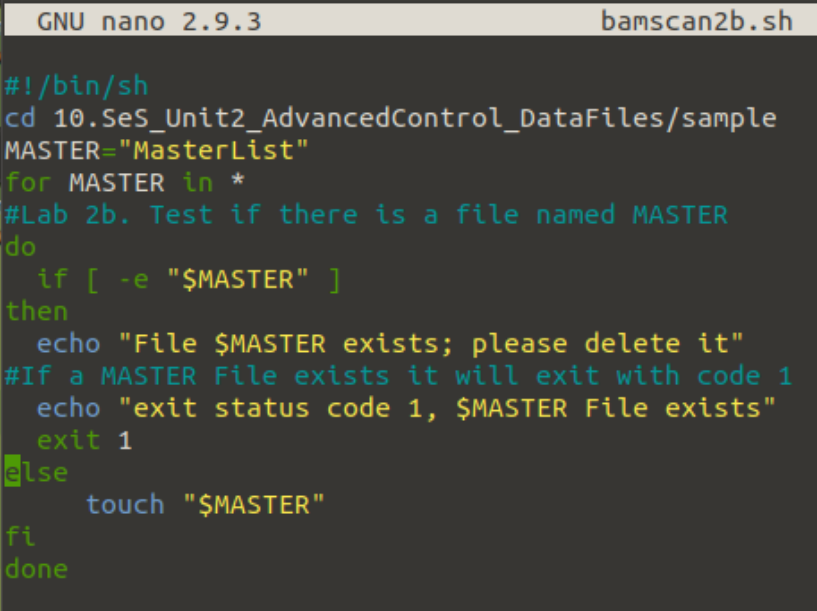 GNU nano 2.9.3 bamscan2b.sh
#!/bin/sh
cd 10.SeS_Unit2_AdvancedControl_DataFiles/sample
MASTER="MasterList"
for MASTER in *
#Lab 2b. Test if there is a file named MASTER
do
  if [ -e "$MASTER" ]
then
  echo "File $MASTER exists; please delete it"
#If a MASTER File exists it will exit with code 1
  echo "exit status code 1, $MASTER File exists"
  exit 1
else
     touch "$MASTER"
fi
done